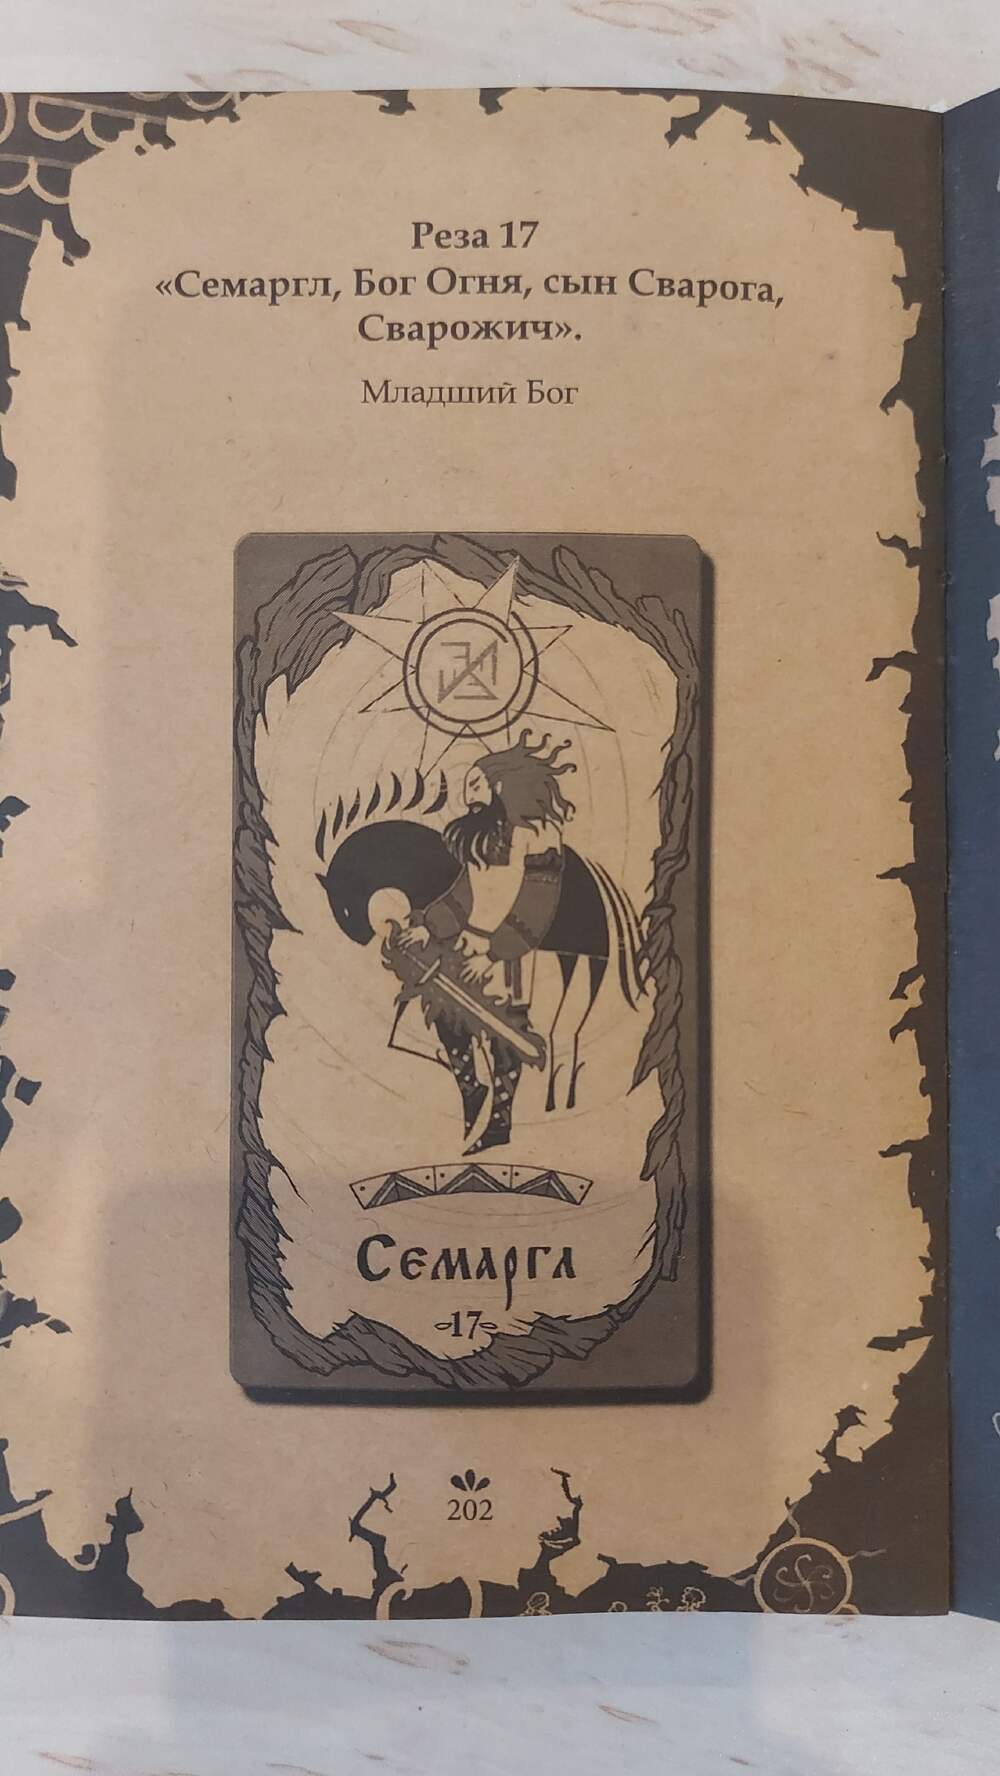 Реза 17
«Семаргл, Бог Огня, сын Сварога,
Сварожич».
Младший Бог
Семаргл
17
202